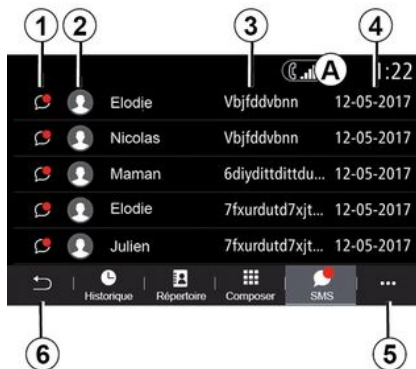 1 2 3 4
A 1:22
Elodie Vbjfddvbnn 12-05-2017
Nicolas Vbjfddvbnn 12-05-2017
Maman 6diydittdittdu... 12-05-2017
Elodie 7fxurdutd7xjt... 12-05-2017
Julien 7fxurdutd7xjt... 12-05-2017
Historique Répertoire Composer SMS ...
6 5